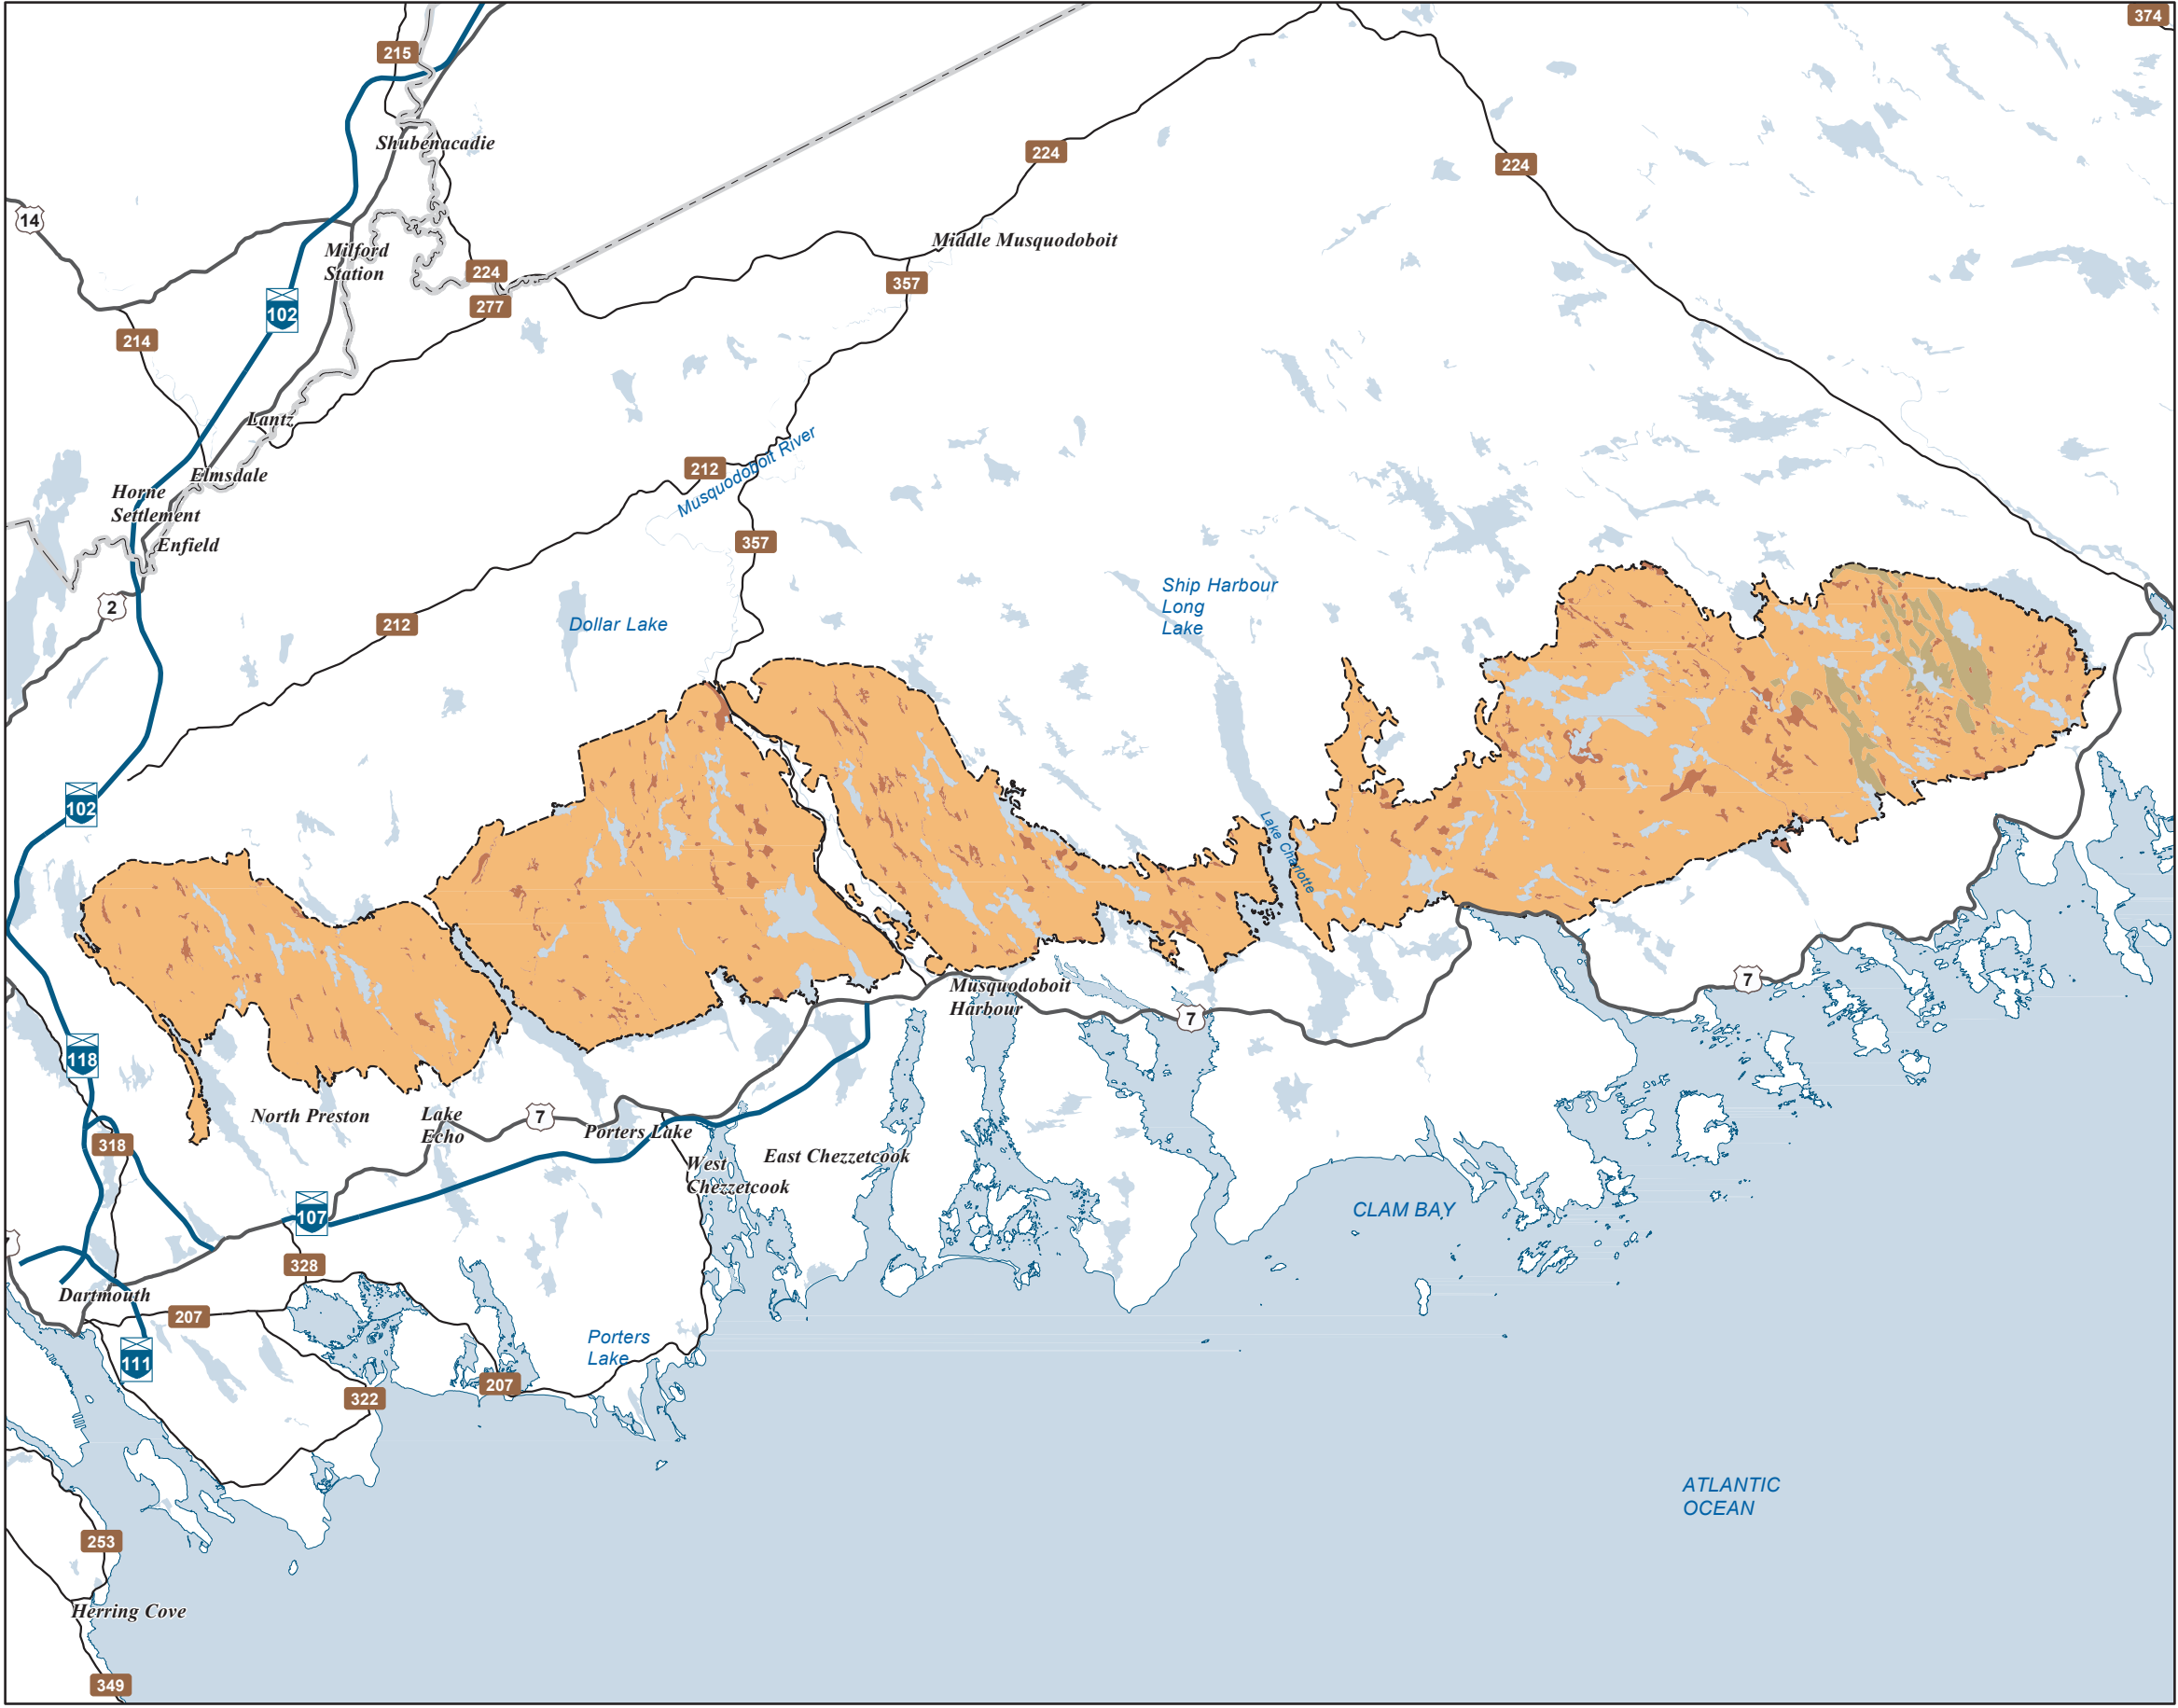 374
215
Shubenacadie
224
224
14
Milford
Station
Middle Musquodoboit
224
357
277
102
214
Lantz
Musquodoboit River
212
Elmsdale
Horne
Settlement
Enfield
357
Ship Harbour
Long
Lake
2
212
Dollar Lake
102
Lake Charlotte
7
Musquodoboit
Harbour
7
118
North Preston
Lake
Echo
7
Porters Lake
318
West
Chezzetcook
East Chezzetcook
107
CLAM BAY
7
328
Dartmouth
207
Porters
Lake
111
207
322
ATLANTIC
OCEAN
253
Herring Cove
349